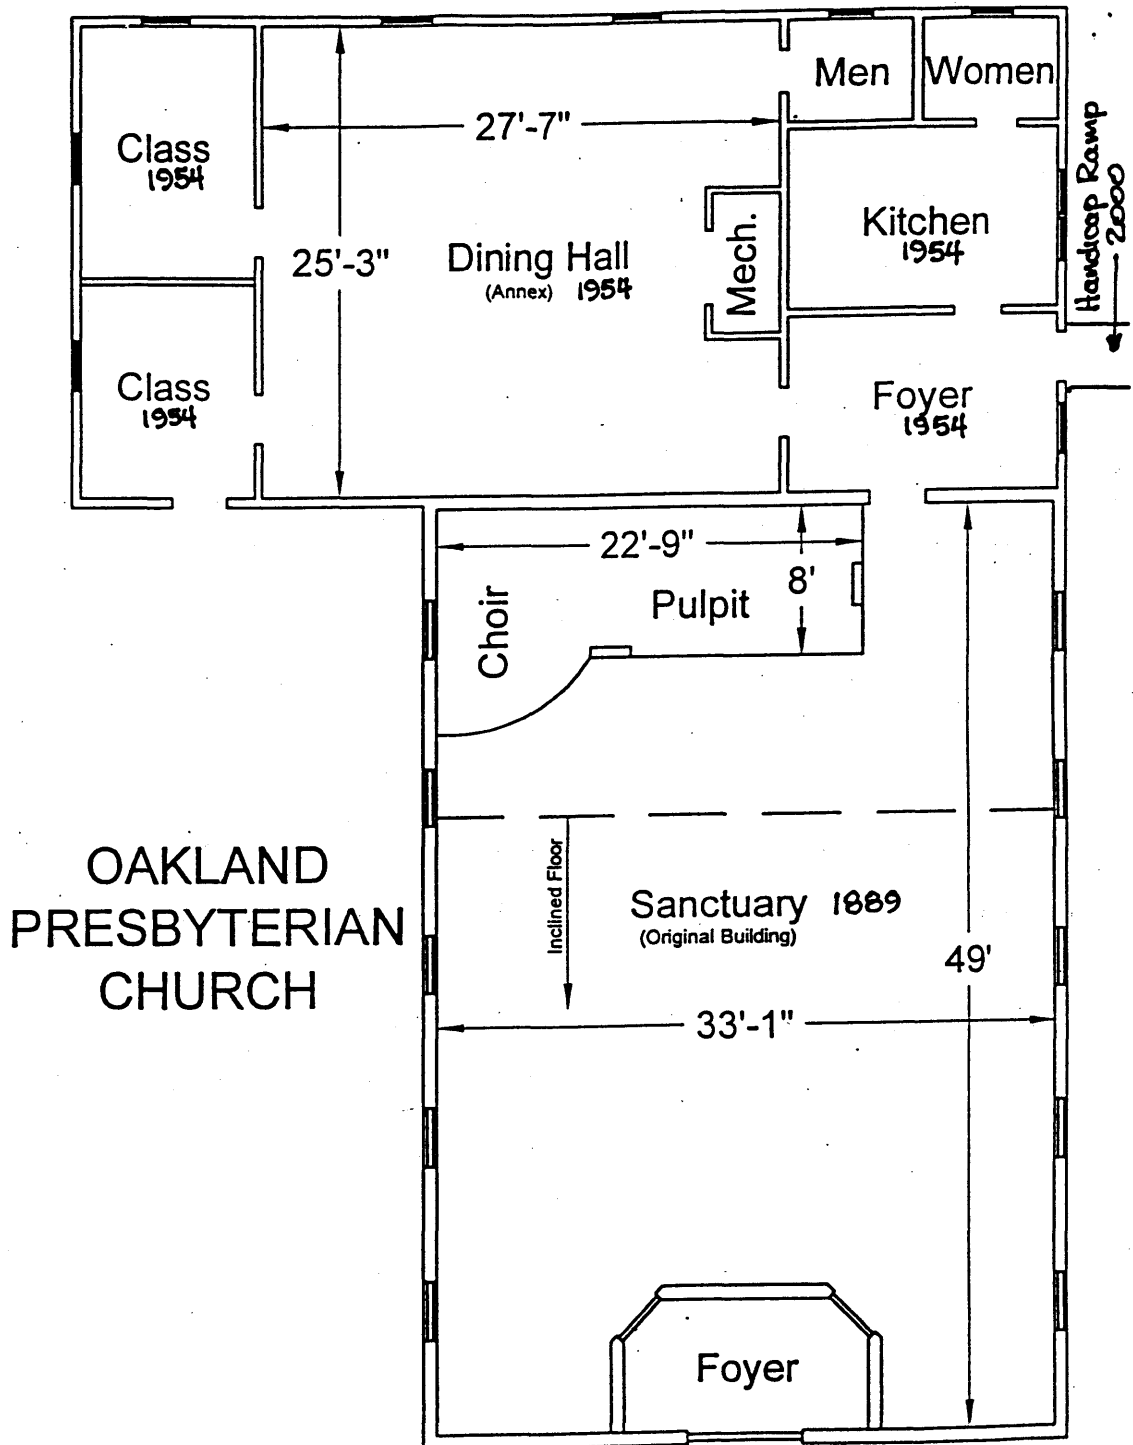 Men
Women
27'-7"
Class
1954
Handicap Ramp
2000
Kitchen
1954
Mech.
25'-3"
Dining Hall
(Annex) 1954
Class
1954
Foyer
1954
22'-9"
8'
Choir
Pulpit
OAKLAND
PRESBYTERIAN
CHURCH
Inclined Floor
Sanctuary 1889
(Original Building)
49'
33'-1"
Foyer